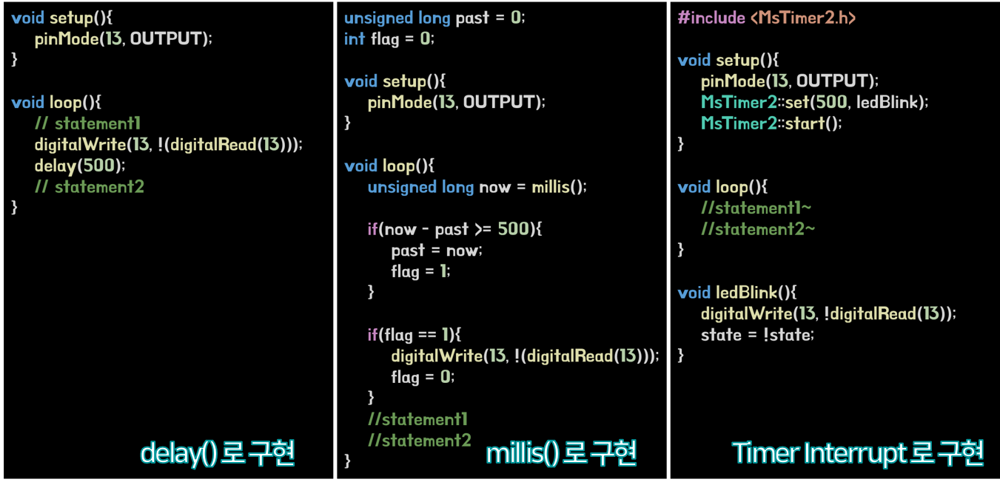 void setup(){
pinMode(13, OUTPUT);
}
void loop(){
// statement1
digitalWrite(13, !(digitalRead(13)));
delay(500);
// statement2
}
delay() 로 구현
unsigned long past = 0;
int flag = 0;
void setup(){
pinMode(13, OUTPUT);
}
void loop(){
unsigned long now = millis();
if(now - past >= 500){
past = now;
flag = 1;
}
if(flag == 1){
digitalWrite(13, !(digitalRead(13)));
flag = 0;
}
//statement1
//statement2
}
millis() 로 구현
#include <MsTimer2.h>
void setup(){
pinMode(13, OUTPUT);
MsTimer2::set(500, ledBlink);
MsTimer2::start();
}
void loop(){
//statement1~
//statement2~
}
void ledBlink(){
digitalWrite(13, !digitalRead(13));
state = !state;
}
Timer Interrupt 로 구현